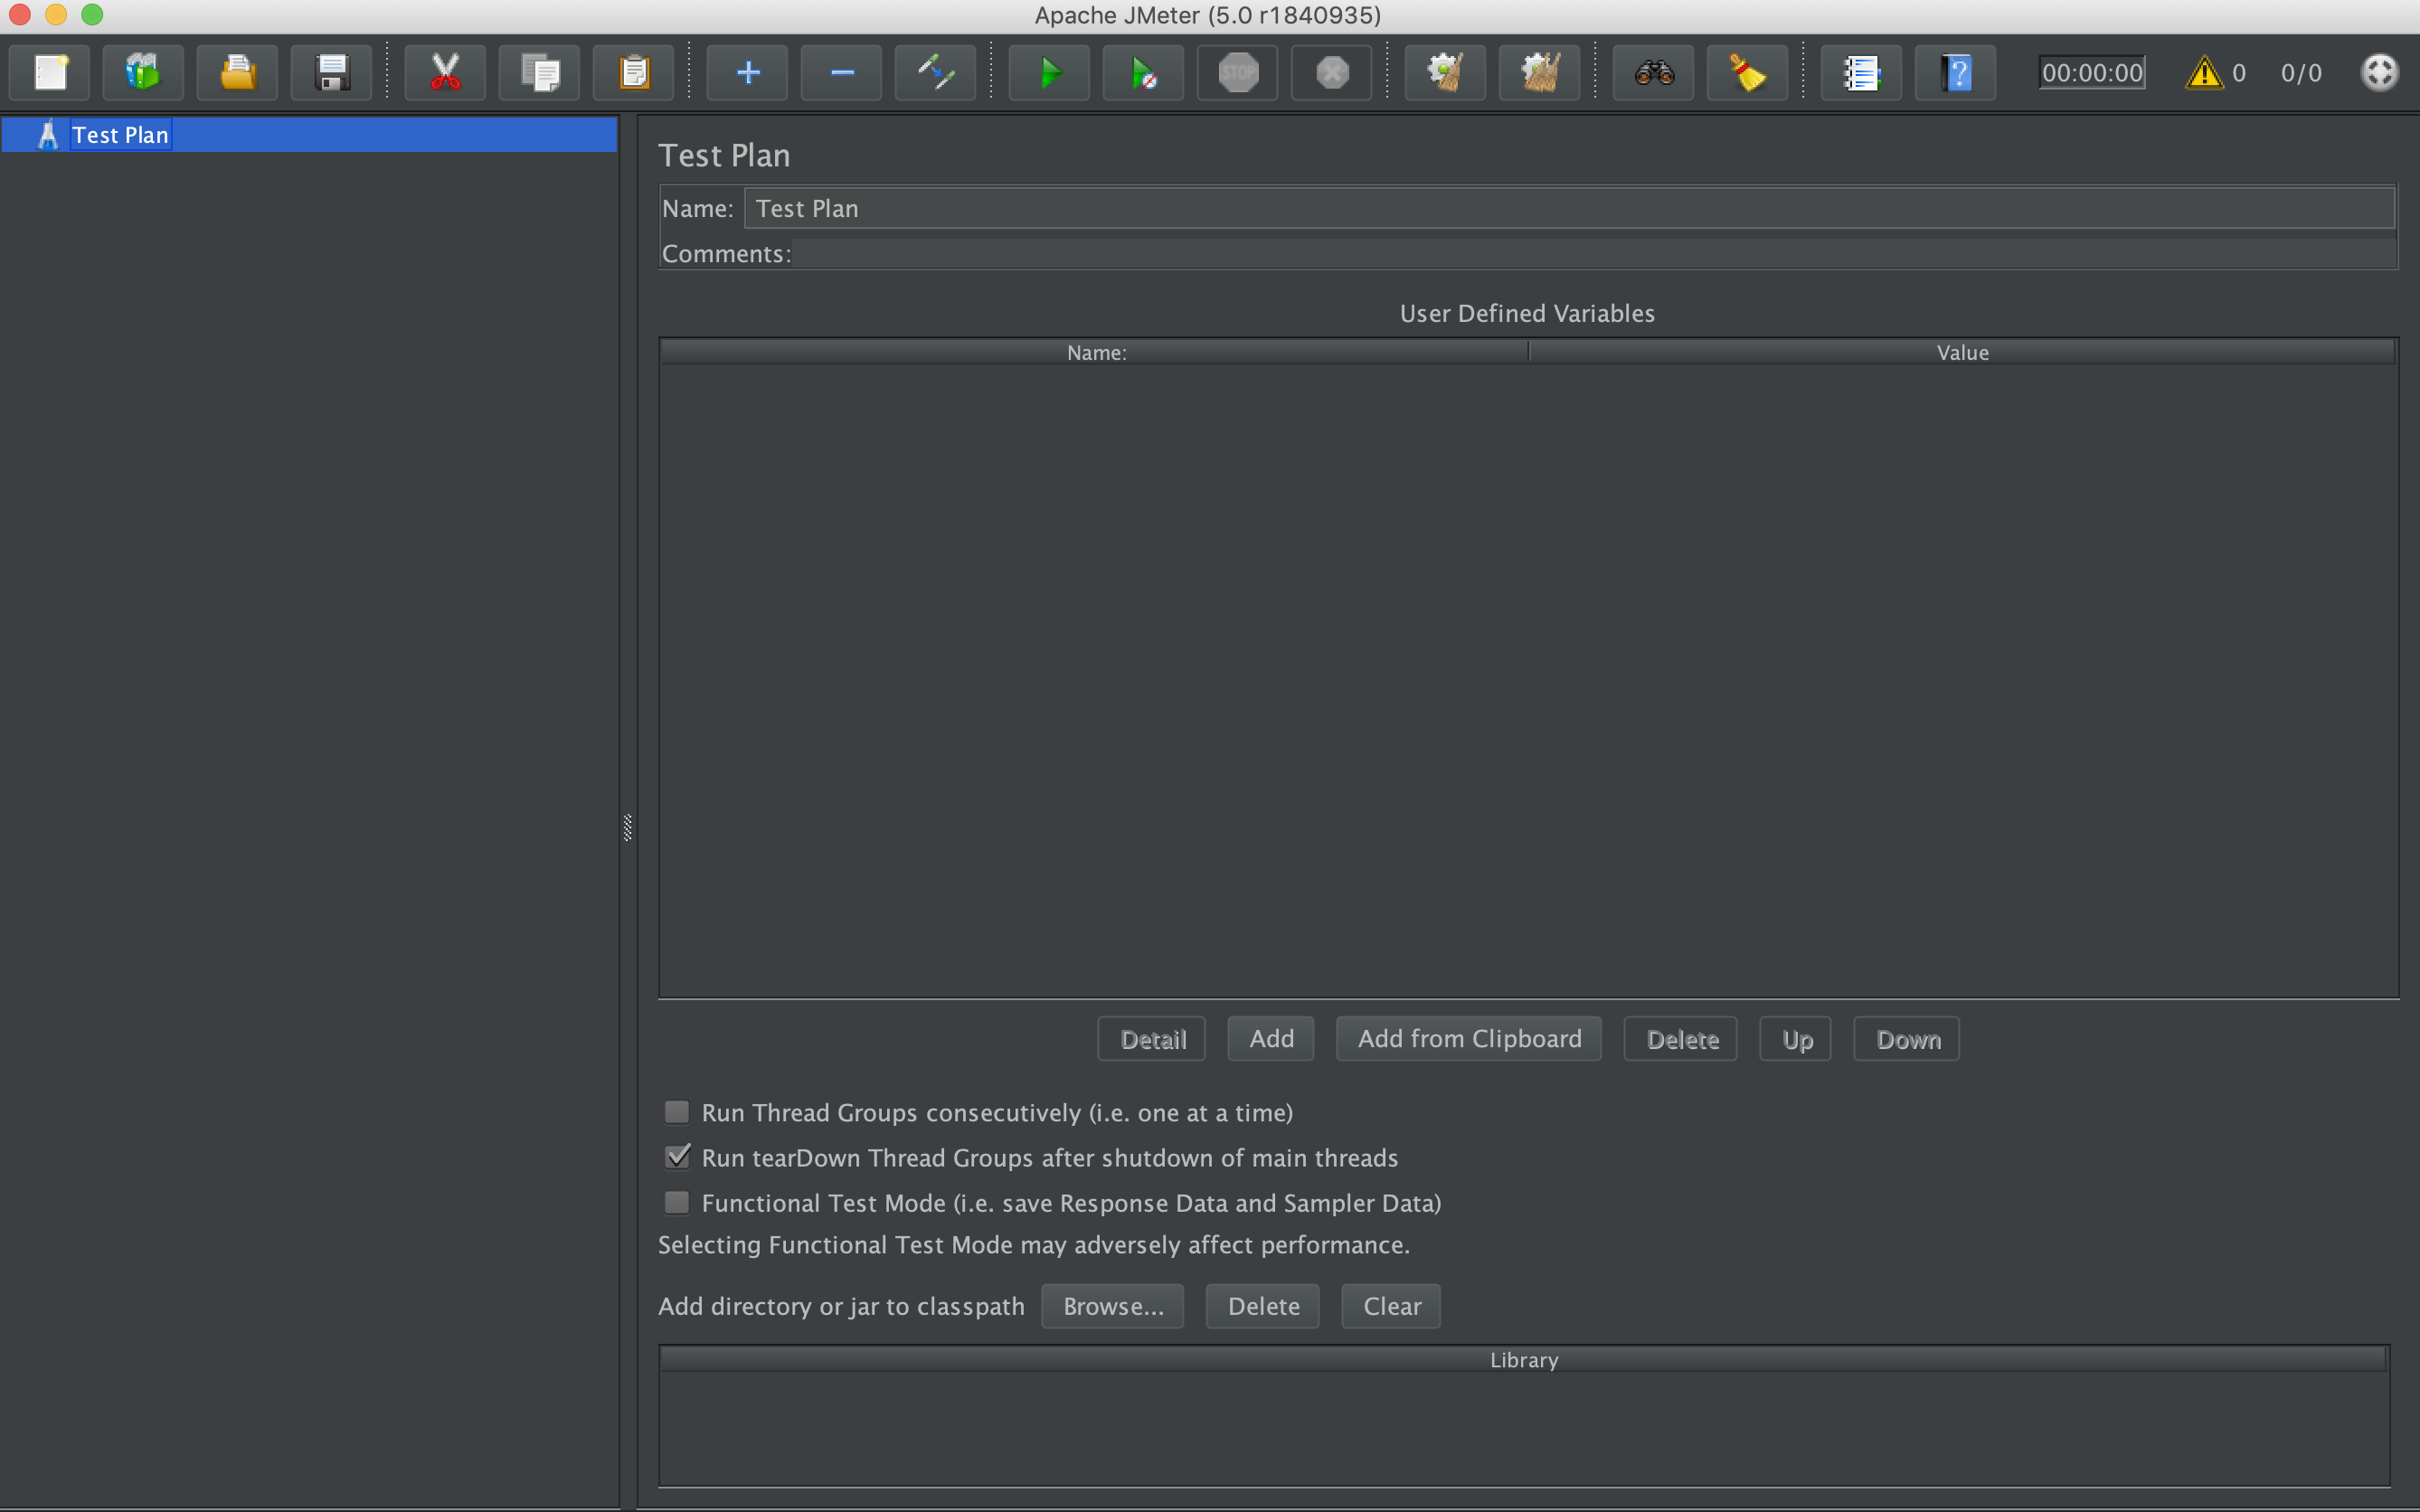 Apache JMeter (5.0 r1840935)
STOP
00:00:00
0
0/0
Test Plan
Test Plan
Name: Test Plan
Comments:
User Defined Variables
Name: Value
Detail Add Add from Clipboard Delete Up Down
Run Thread Groups consecutively (i.e. one at a time)
Run tearDown Thread Groups after shutdown of main threads
Functional Test Mode (i.e. save Response Data and Sampler Data)
Selecting Functional Test Mode may adversely affect performance.
Add directory or jar to classpath Browse... Delete Clear
Library